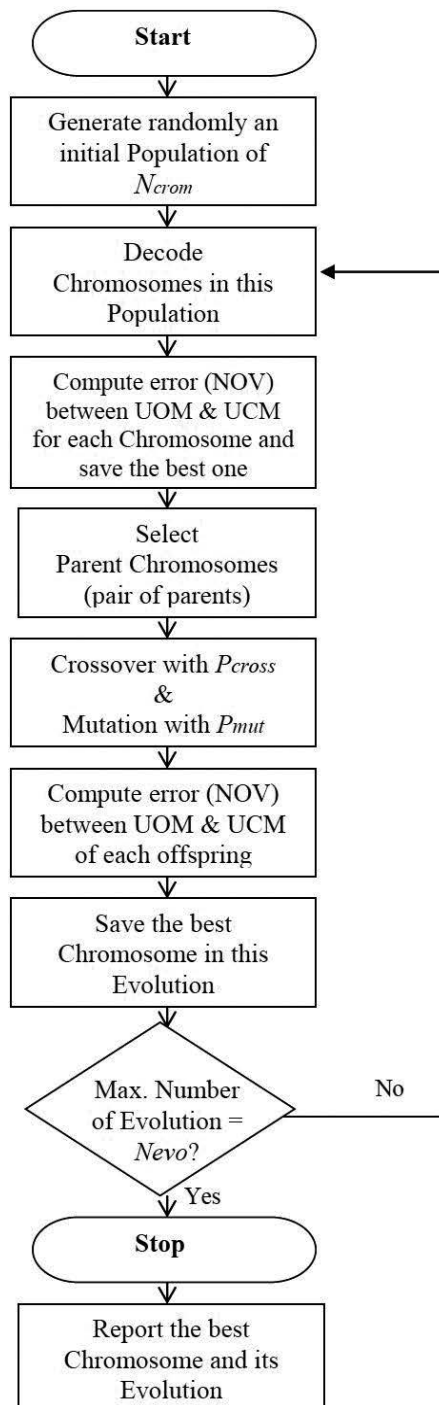 Start
Generate randomly an
initial Population of
Ncrom
Decode
Chromosomes in this
Population
Compute error (NOV)
between UOM & UCM
for each Chromosome and
save the best one
Select
Parent Chromosomes
(pair of parents)
Crossover with Pcross
&
Mutation with Pmut
Compute error (NOV)
between UOM & UCM
of each offspring
Save the best
Chromosome in this
Evolution
Max. Number
of Evolution =
Nevo?
No
Yes
Stop
Report the best
Chromosome and its
Evolution